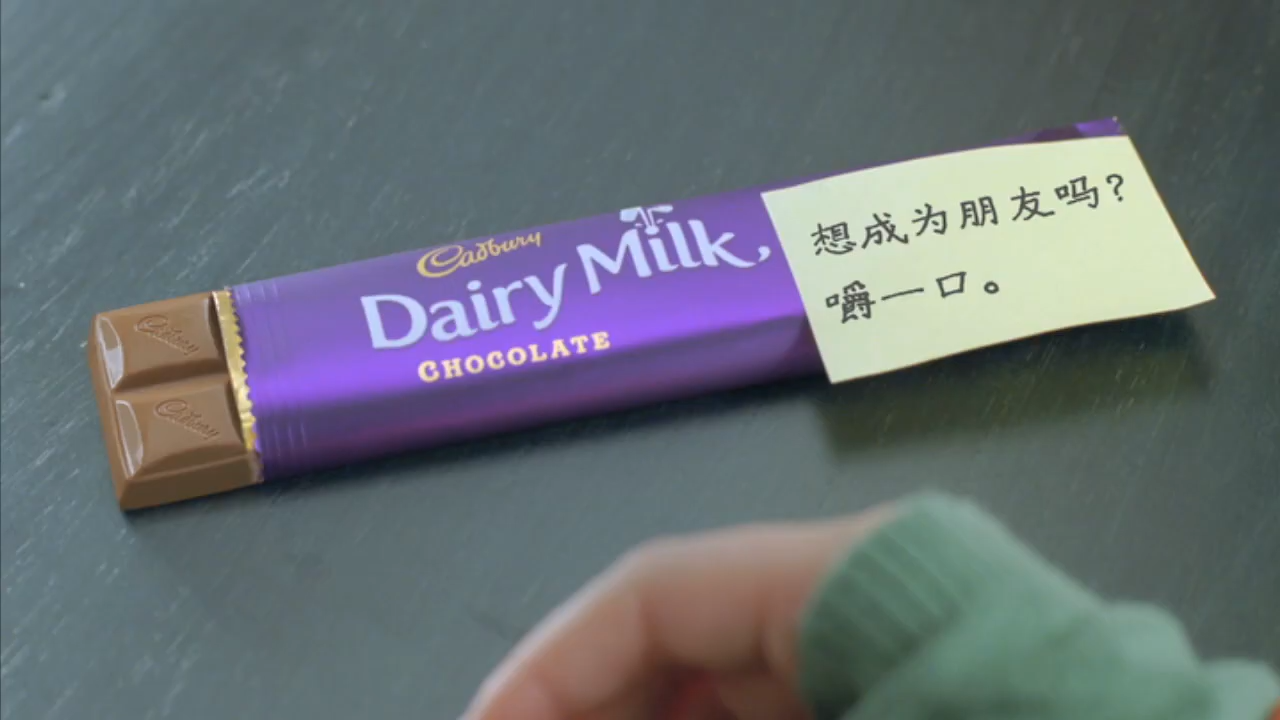 Cadbury
Dairy Milk
CHOCOLATE
Cadbury
Cadbury
想成为朋友吗?
嚼一口。